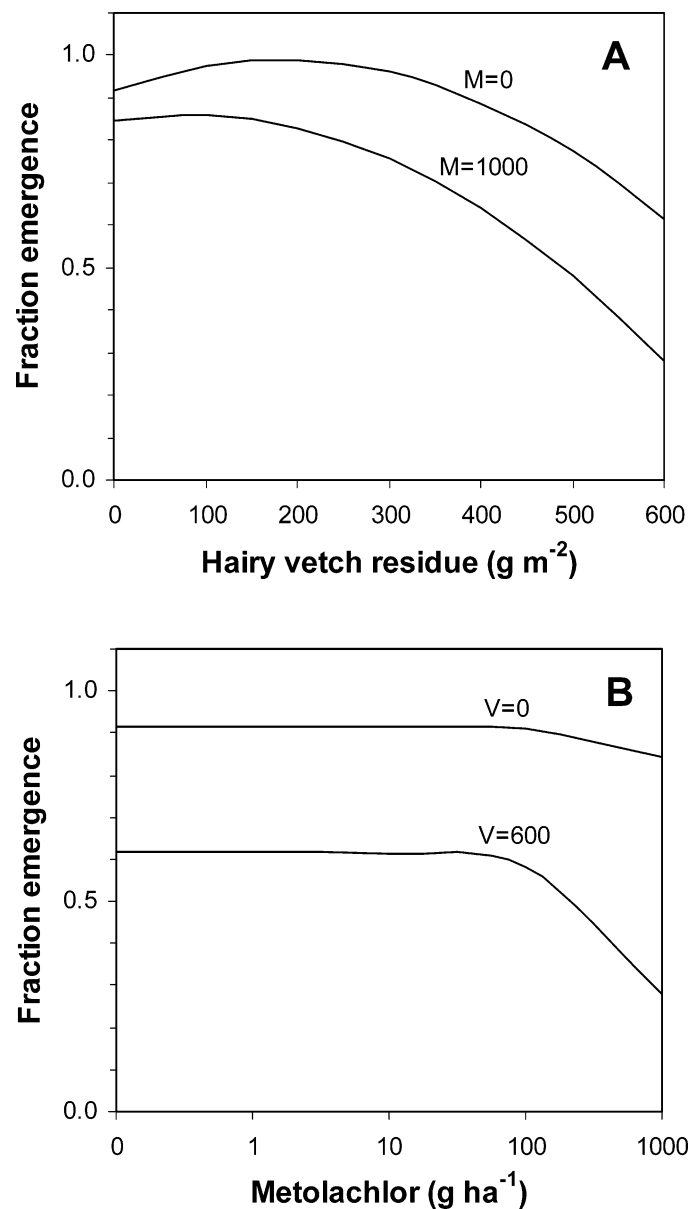 A
1.0
M=0
M=1000
0.5
0.0
Fraction emergence
0 100 200 300 400 500 600
Hairy vetch residue (g m⁻²)
B
1.0
V=0
V=600
0.5
0.0
Fraction emergence
0 1 10 100 1000
Metolachlor (g ha⁻¹)